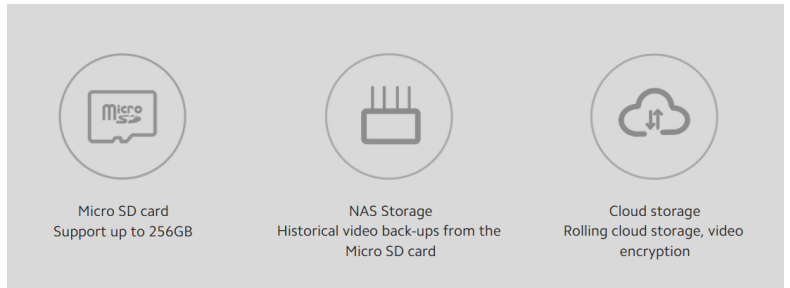 Micro SD
Micro SD card
Support up to 256GB
NAS Storage
Historical video back-ups from the
Micro SD card
Cloud storage
Rolling cloud storage, video
encryption